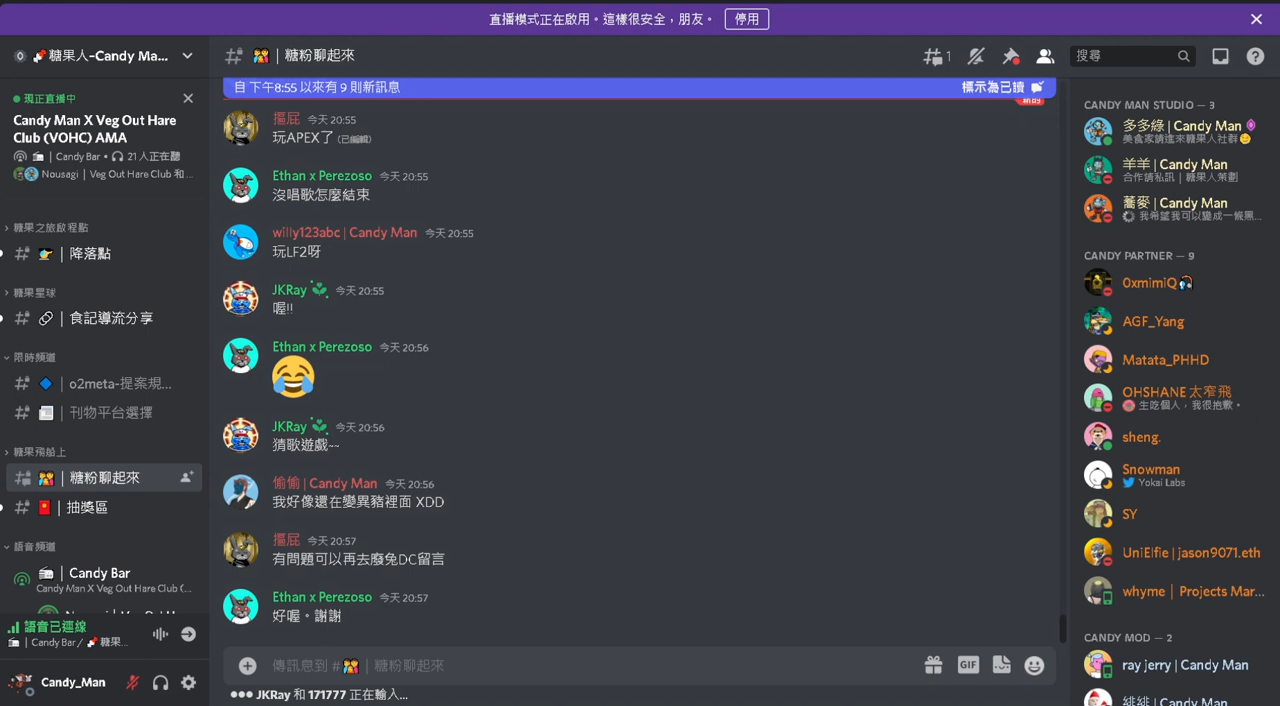 直播模式正在啟用。這樣很安全，朋友。 停用
糖果人-Candy Ma...
現正直播中
Candy Man X Veg Out Hare
Club (VOHC) AMA
| Candy Bar • 21 人正在聽
Nousagi | Veg Out Hare Club 和 ...
糖果之旅啟程點
| 降落點
糖果星球
| 食記導流分享
限時頻道
| o2meta-提案規...
| 刊物平台選擇
糖果飛船上
| 糖粉聊起來
| 抽獎區
語音頻道
| Candy Bar
Candy Man X Veg Out Hare Club (...
語音已連線
| Candy Bar / 糖果...
Candy_Man
| 糖粉聊起來
1
搜尋
自 下午8:55 以來有 9 則新訊息
標示為已讀
新的
摳屁 今天 20:55
玩APEX了 (已編輯)
Ethan x Perezoso 今天 20:55
沒唱歌怎麼結束
willy123abc | Candy Man 今天 20:55
玩LF2呀
JKRay 今天 20:55
喔!!
Ethan x Perezoso 今天 20:56
JKRay 今天 20:56
猜歌遊戲~~
偷偷 | Candy Man 今天 20:56
我好像還在變異豬裡面 XDD
摳屁 今天 20:57
有問題可以再去廢兔DC留言
Ethan x Perezoso 今天 20:57
好喔。謝謝
傳訊息到 # | 糖粉聊起來
GIF
JKRay 和 171777 正在輸入...
CANDY MAN STUDIO — 3
多多綠 | Candy Man
美食家請進來糖果人社群
羊羊 | Candy Man
合作請私訊 | 糖果人策劃
蕎麥 | Candy Man
我希望我可以變成一條黑...
CANDY PARTNER — 9
0xmimiQ
AGF_Yang
Matata_PHHD
OHSHANE 太窄飛
生吃個人，我很抱歉。
sheng.
Snowman
Yokai Labs
SY
UniElfie | jason9071.eth
whyme | Projects Mar...
CANDY MOD — 2
ray jerry | Candy Man
緋緋 | Candy Man